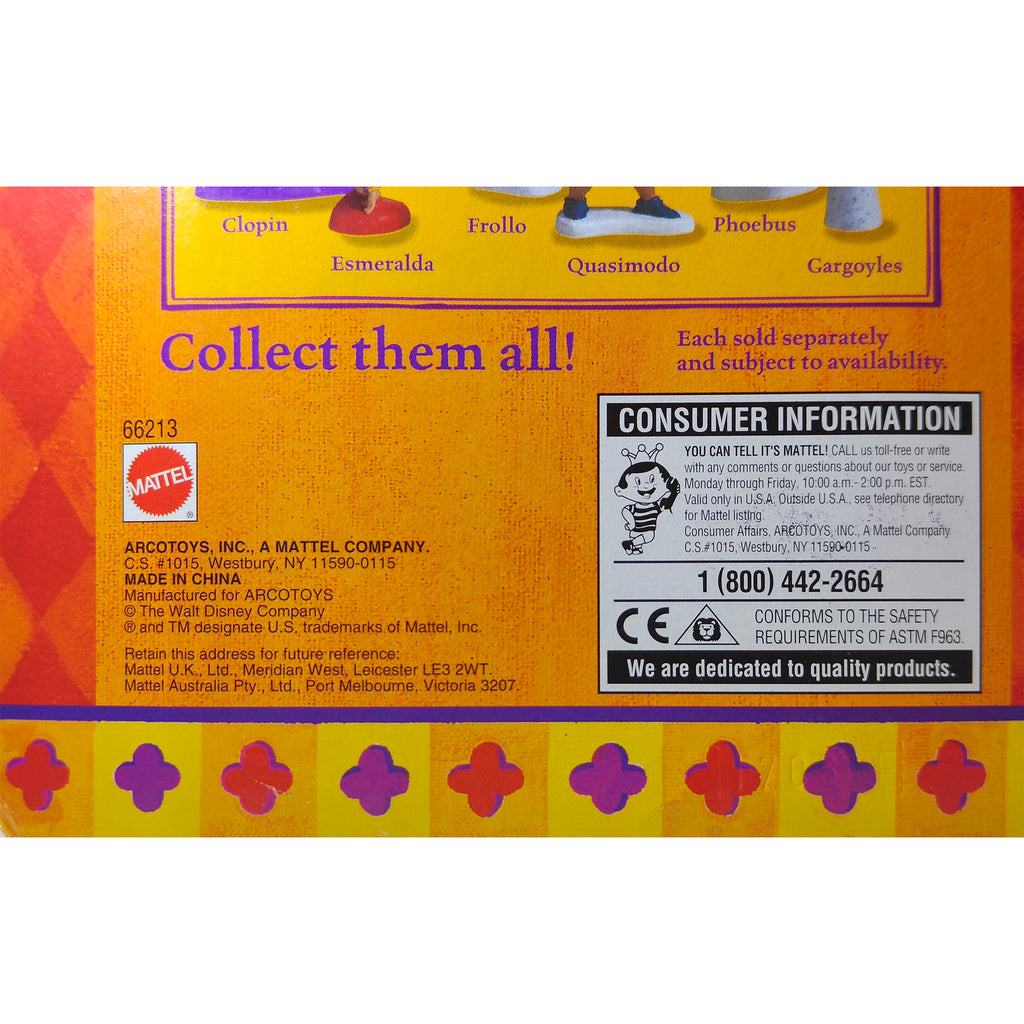 Clopin
Frollo
Phoebus
Esmeralda
Quasimodo
Gargoyles
Collect them all!
Each sold separately
and subject to availability.
66213
MATTEL
®
ARCOTOYS, INC., A MATTEL COMPANY.
C.S. #1015, Westbury, NY 11590-0115
MADE IN CHINA
Manufactured for ARCOTOYS
© The Walt Disney Company
® and TM designate U.S. trademarks of Mattel, Inc.
Retain this address for future reference:
Mattel U.K., Ltd., Meridian West, Leicester LE3 2WT.
Mattel Australia Pty., Ltd., Port Melbourne, Victoria 3207.
CONSUMER INFORMATION
YOU CAN TELL IT'S MATTEL! CALL us toll-free or write
with any comments or questions about our toys or service.
Monday through Friday, 10:00 a.m.- 2:00 p.m. EST.
Valid only in U.S.A. Outside U.S.A., see telephone directory
for Mattel listing.
Consumer Affairs, ARCOTOYS, INC., A Mattel Company
C.S.#1015, Westbury, NY 11590-0115
1 (800) 442-2664
CE
CONFORMS TO THE SAFETY
REQUIREMENTS OF ASTM F963.
We are dedicated to quality products.